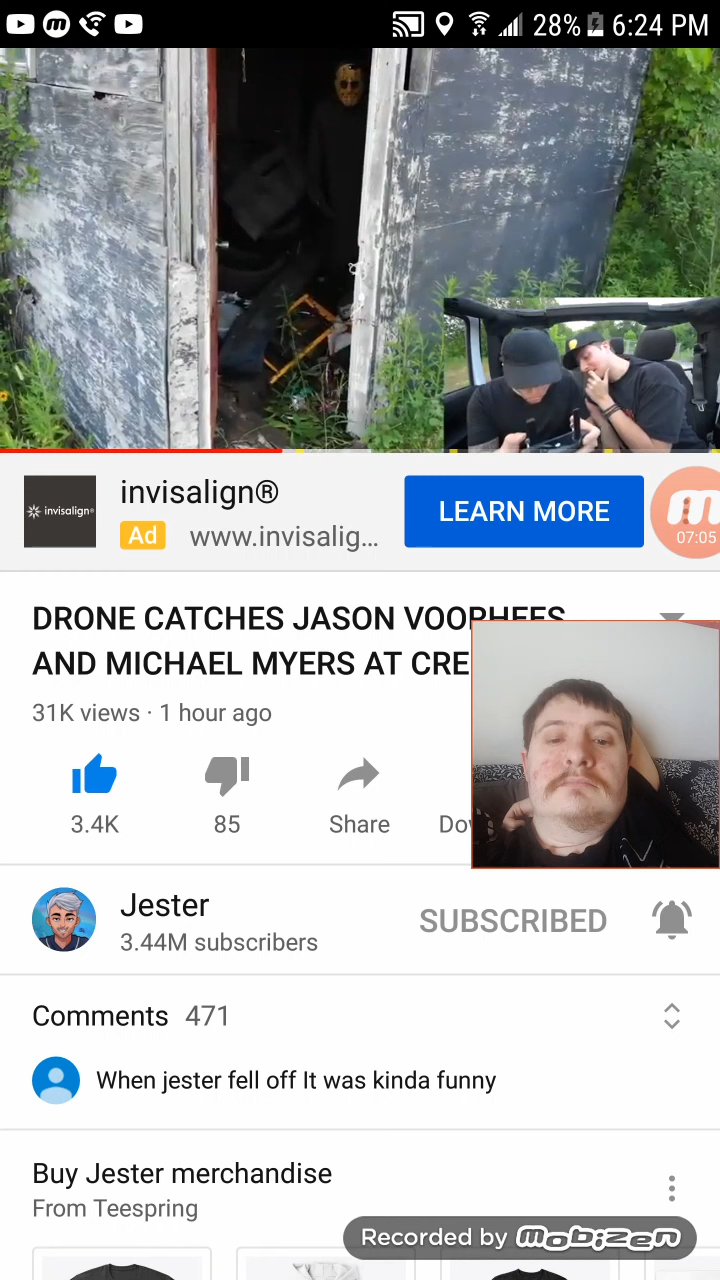 28% 6:24 PM
invisalign
invisalign®
Ad www.invisalig...
LEARN MORE
07:05
DRONE CATCHES JASON VOORHEES
AND MICHAEL MYERS AT CRE
31K views · 1 hour ago
3.4K
85
Share
Dow
Jester
3.44M subscribers
SUBSCRIBED
Comments 471
When jester fell off It was kinda funny
Buy Jester merchandise
From Teespring
Recorded by mobizen